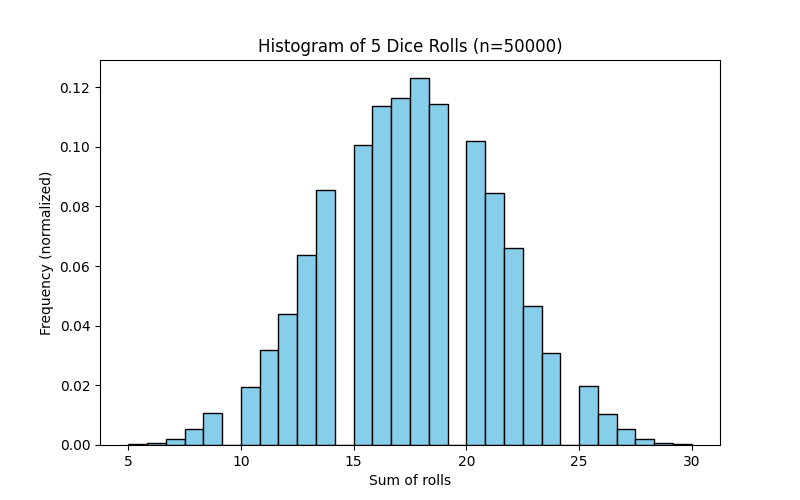 Histogram of 5 Dice Rolls (n=50000)
Frequency (normalized)
0.12
0.10
0.08
0.06
0.04
0.02
0.00
5 10 15 20 25 30
Sum of rolls